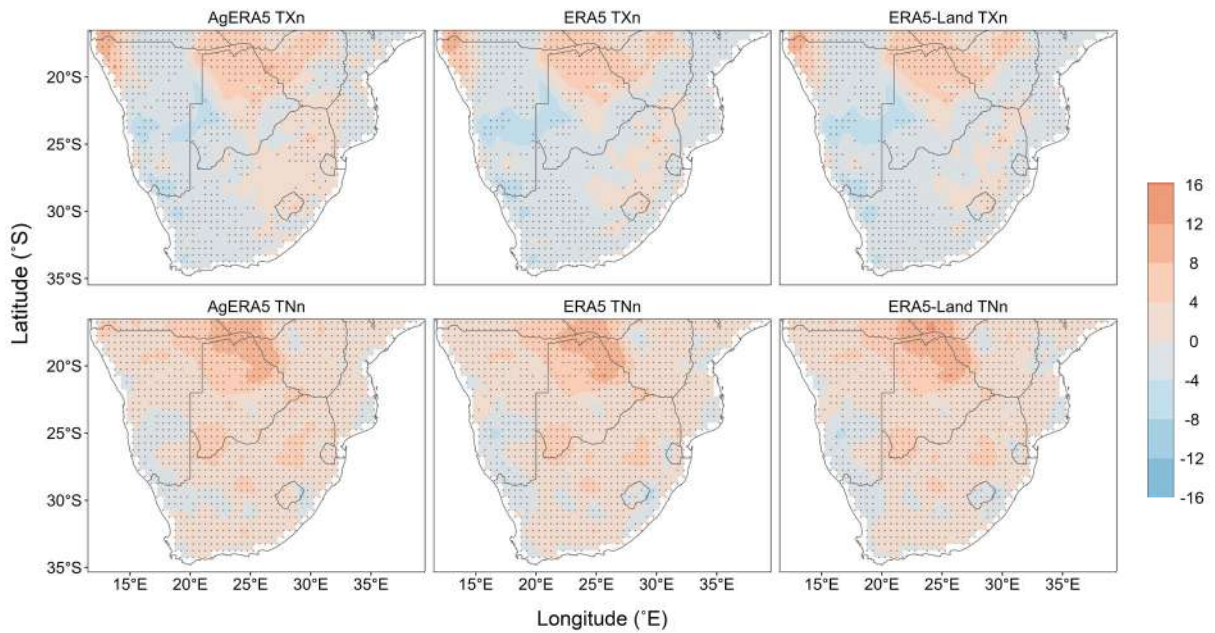 AgERA5 TXn
ERA5 TXn
ERA5-Land TXn
20°S
25°S
30°S
35°S
AgERA5 TNn
ERA5 TNn
ERA5-Land TNn
20°S
25°S
30°S
35°S
15°E 20°E 25°E 30°E 35°E
15°E 20°E 25°E 30°E 35°E
15°E 20°E 25°E 30°E 35°E
Latitude (°S)
Longitude (°E)
16
12
8
4
0
-4
-8
-12
-16